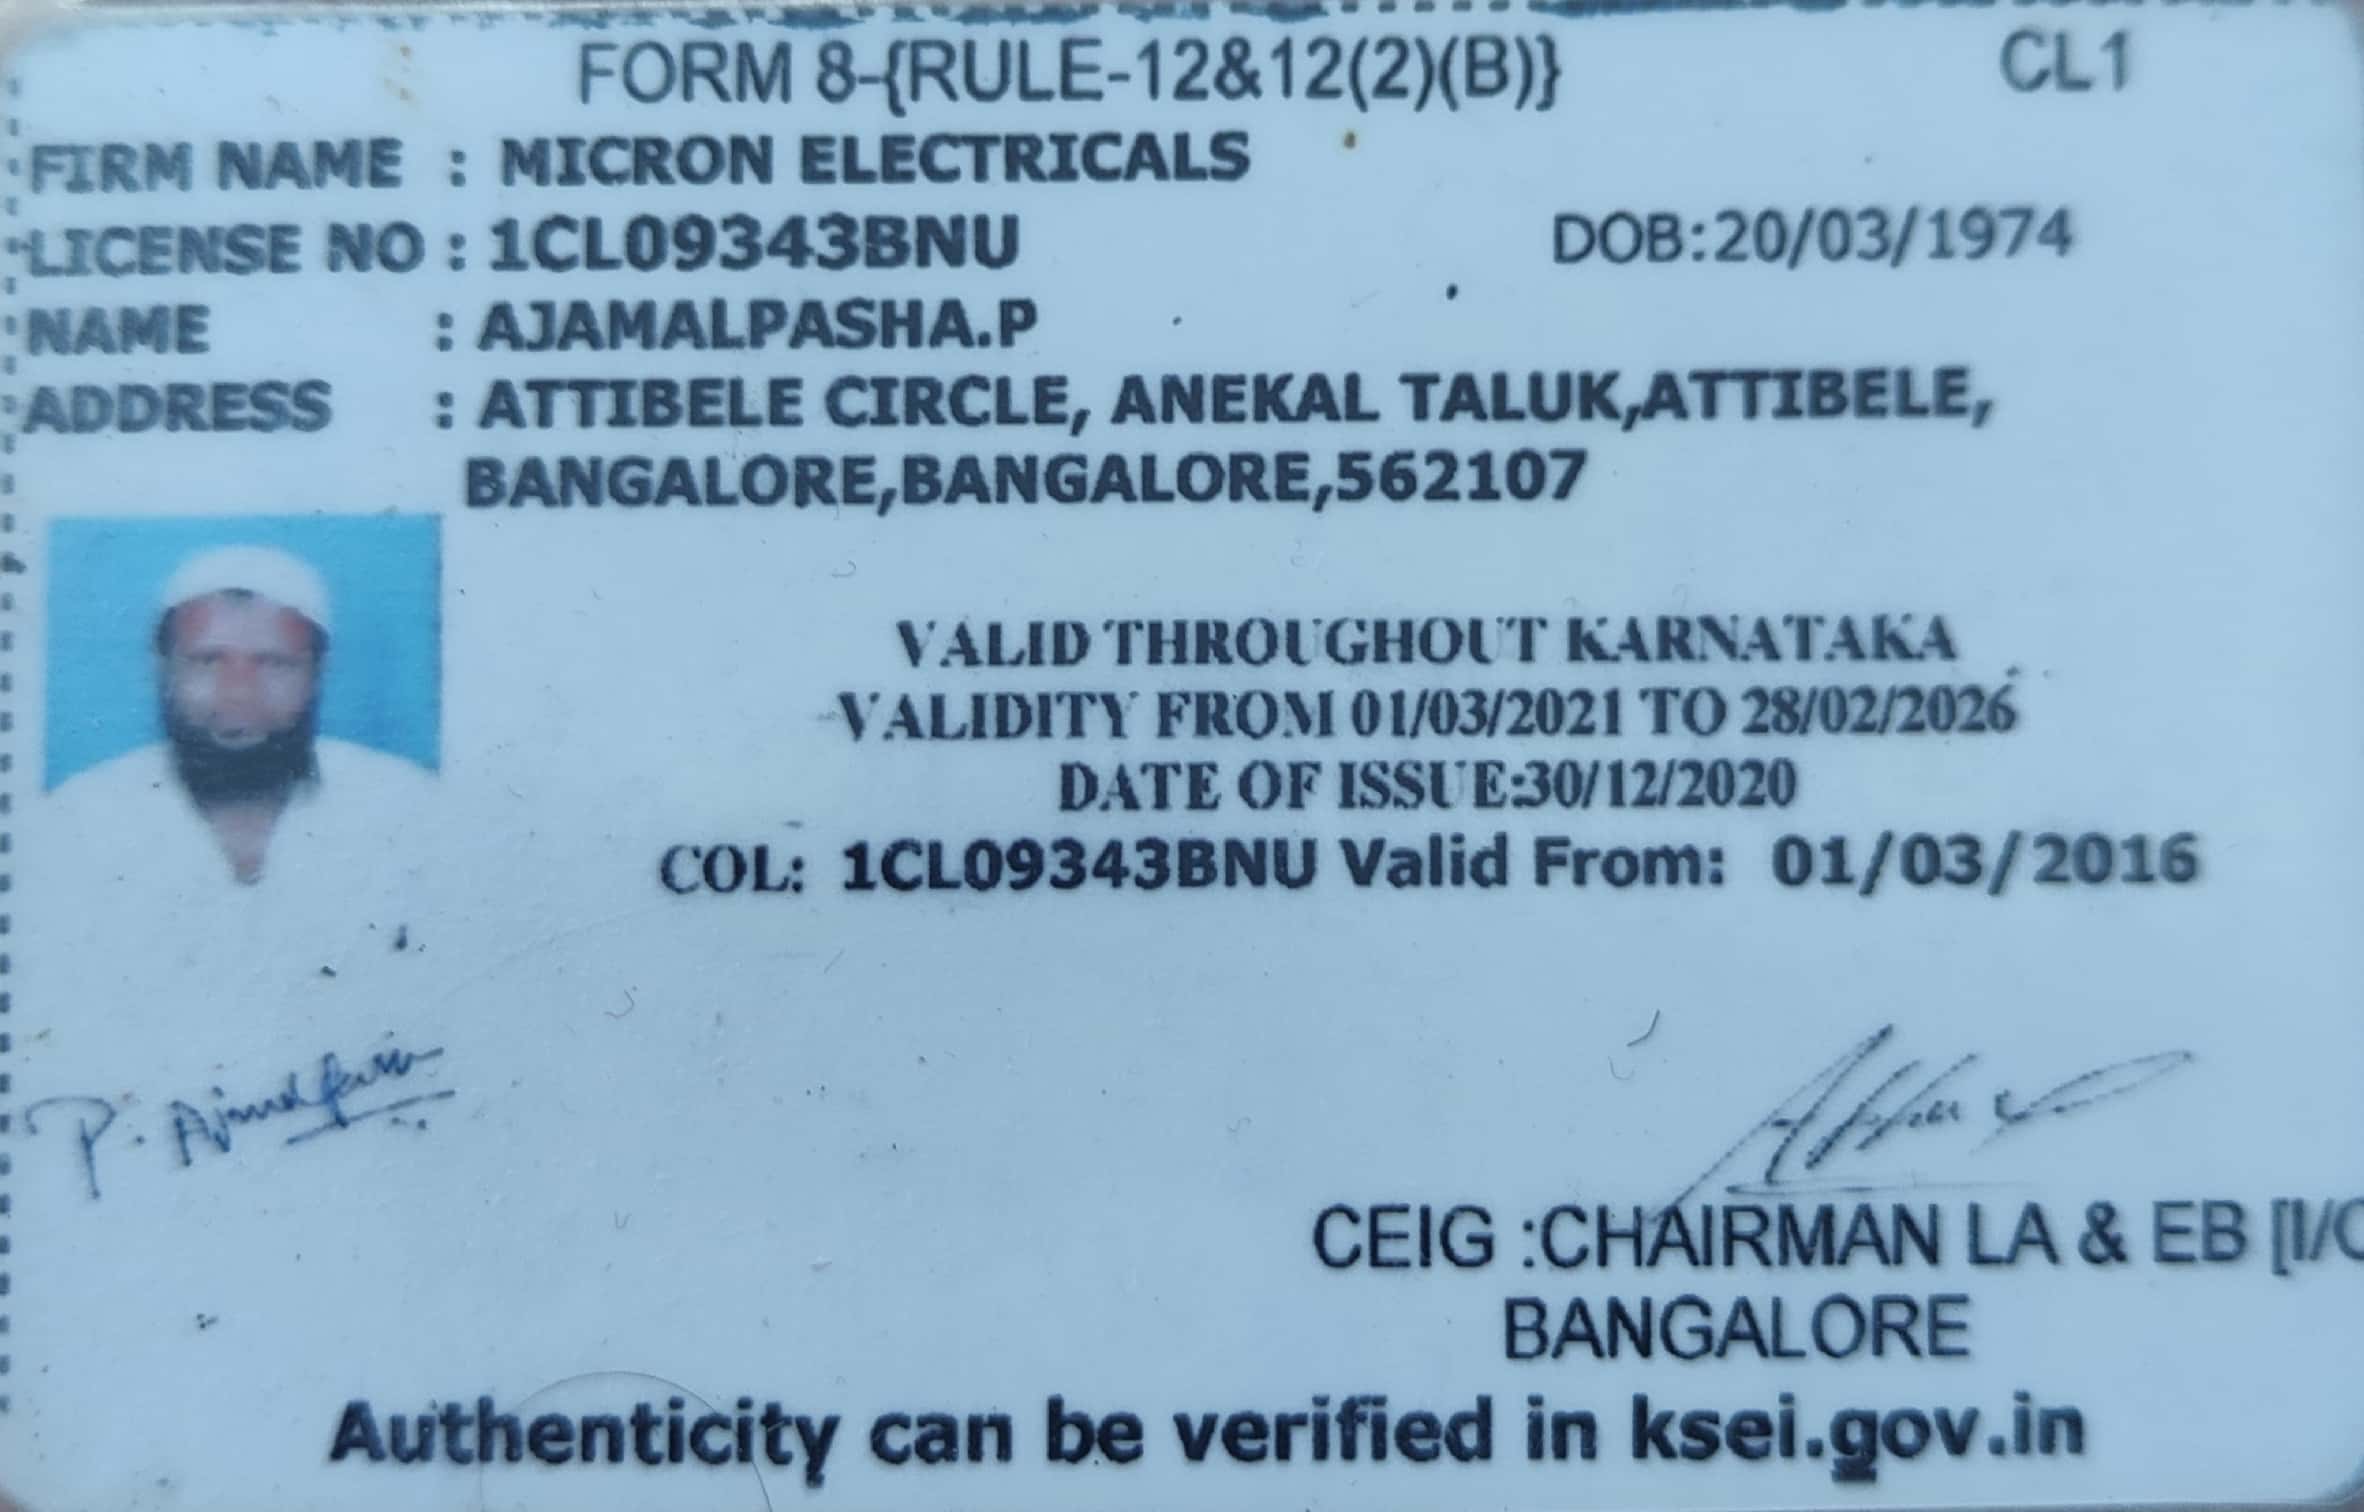 FORM 8-{RULE-12&12(2)(B)} CL1
FIRM NAME : MICRON ELECTRICALS
LICENSE NO : 1CL09343BNU DOB:20/03/1974
NAME : AJAMALPASHA.P
ADDRESS : ATTIBELE CIRCLE, ANEKAL TALUK,ATTIBELE,
BANGALORE,BANGALORE,562107
VALID THROUGHOUT KARNATAKA
VALIDITY FROM 01/03/2021 TO 28/02/2026
DATE OF ISSUE:30/12/2020
COL: 1CL09343BNU Valid From: 01/03/2016
P.
CEIG :CHAIRMAN LA & EB [I/C
BANGALORE
Authenticity can be verified in ksei.gov.in